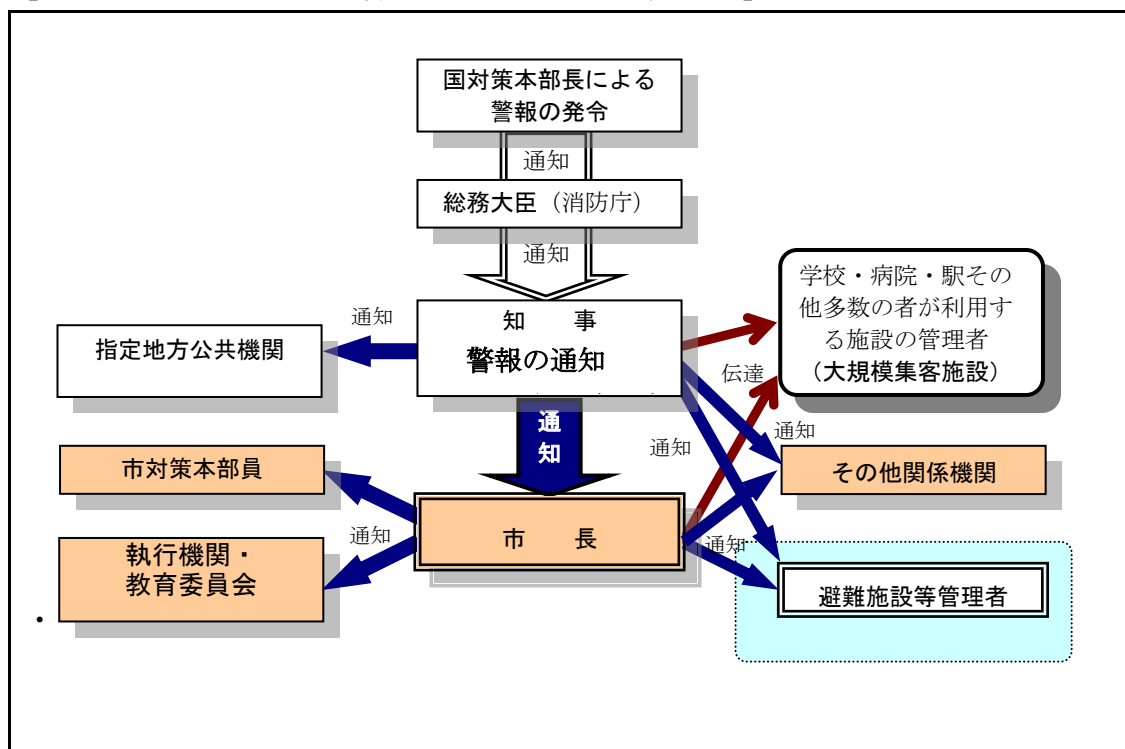 国対策本部長による
警報の発令
通知
総務大臣（消防庁）
通知
学校・病院・駅その
他多数の者が利用す
る施設の管理者
（大規模集客施設）
知　　事
警報の通知
通知
指定地方公共機関
伝達
通知
通知
通知
市対策本部員
その他関係機関
市　　長
通知
通知
執行機関・
教育委員会
避難施設等管理者